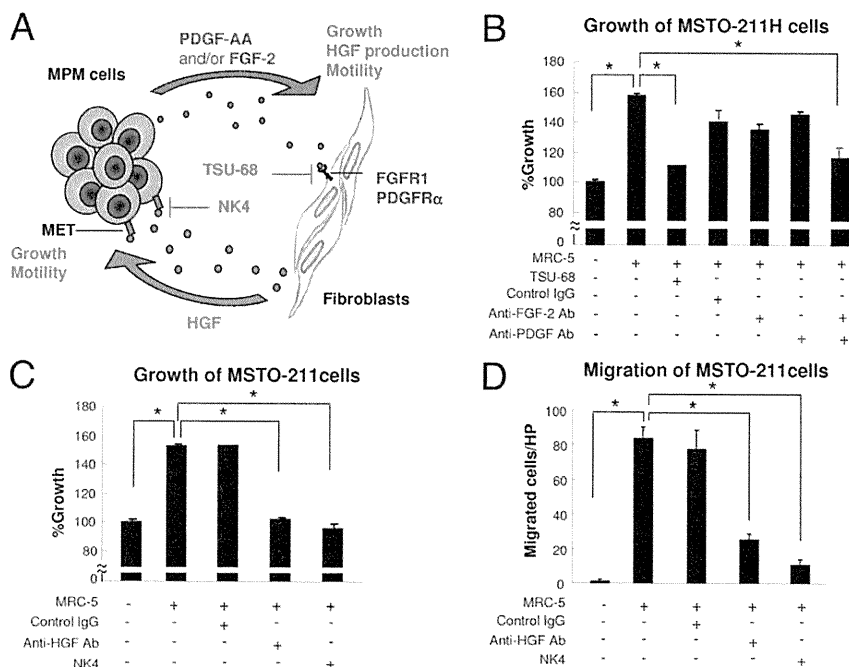 A
PDGF-AA
and/or FGF-2
Growth
HGF production
Motility
MPM cells
TSU-68
NK4
FGFR1
PDGFRα
MET
Growth
Motility
HGF
Fibroblasts
B
Growth of MSTO-211H cells
%Growth
180
160
140
120
100
80
0
* * *
MRC-5 - + + + + + +
TSU-68 - - + - - - -
Control IgG - - - + - - -
Anti-FGF-2 Ab - - - - + - +
Anti-PDGF Ab - - - - - + +
C
Growth of MSTO-211cells
%Growth
180
160
140
120
100
80
0
* * *
MRC-5 - + + + +
Control IgG - - + - -
Anti-HGF Ab - - - + -
NK4 - - - - +
D
Migration of MSTO-211cells
Migrated cells/HP
100
80
60
40
20
0
* * *
MRC-5 - + + + +
Control IgG - - + - -
Anti-HGF Ab - - - + -
NK4 - - - - +